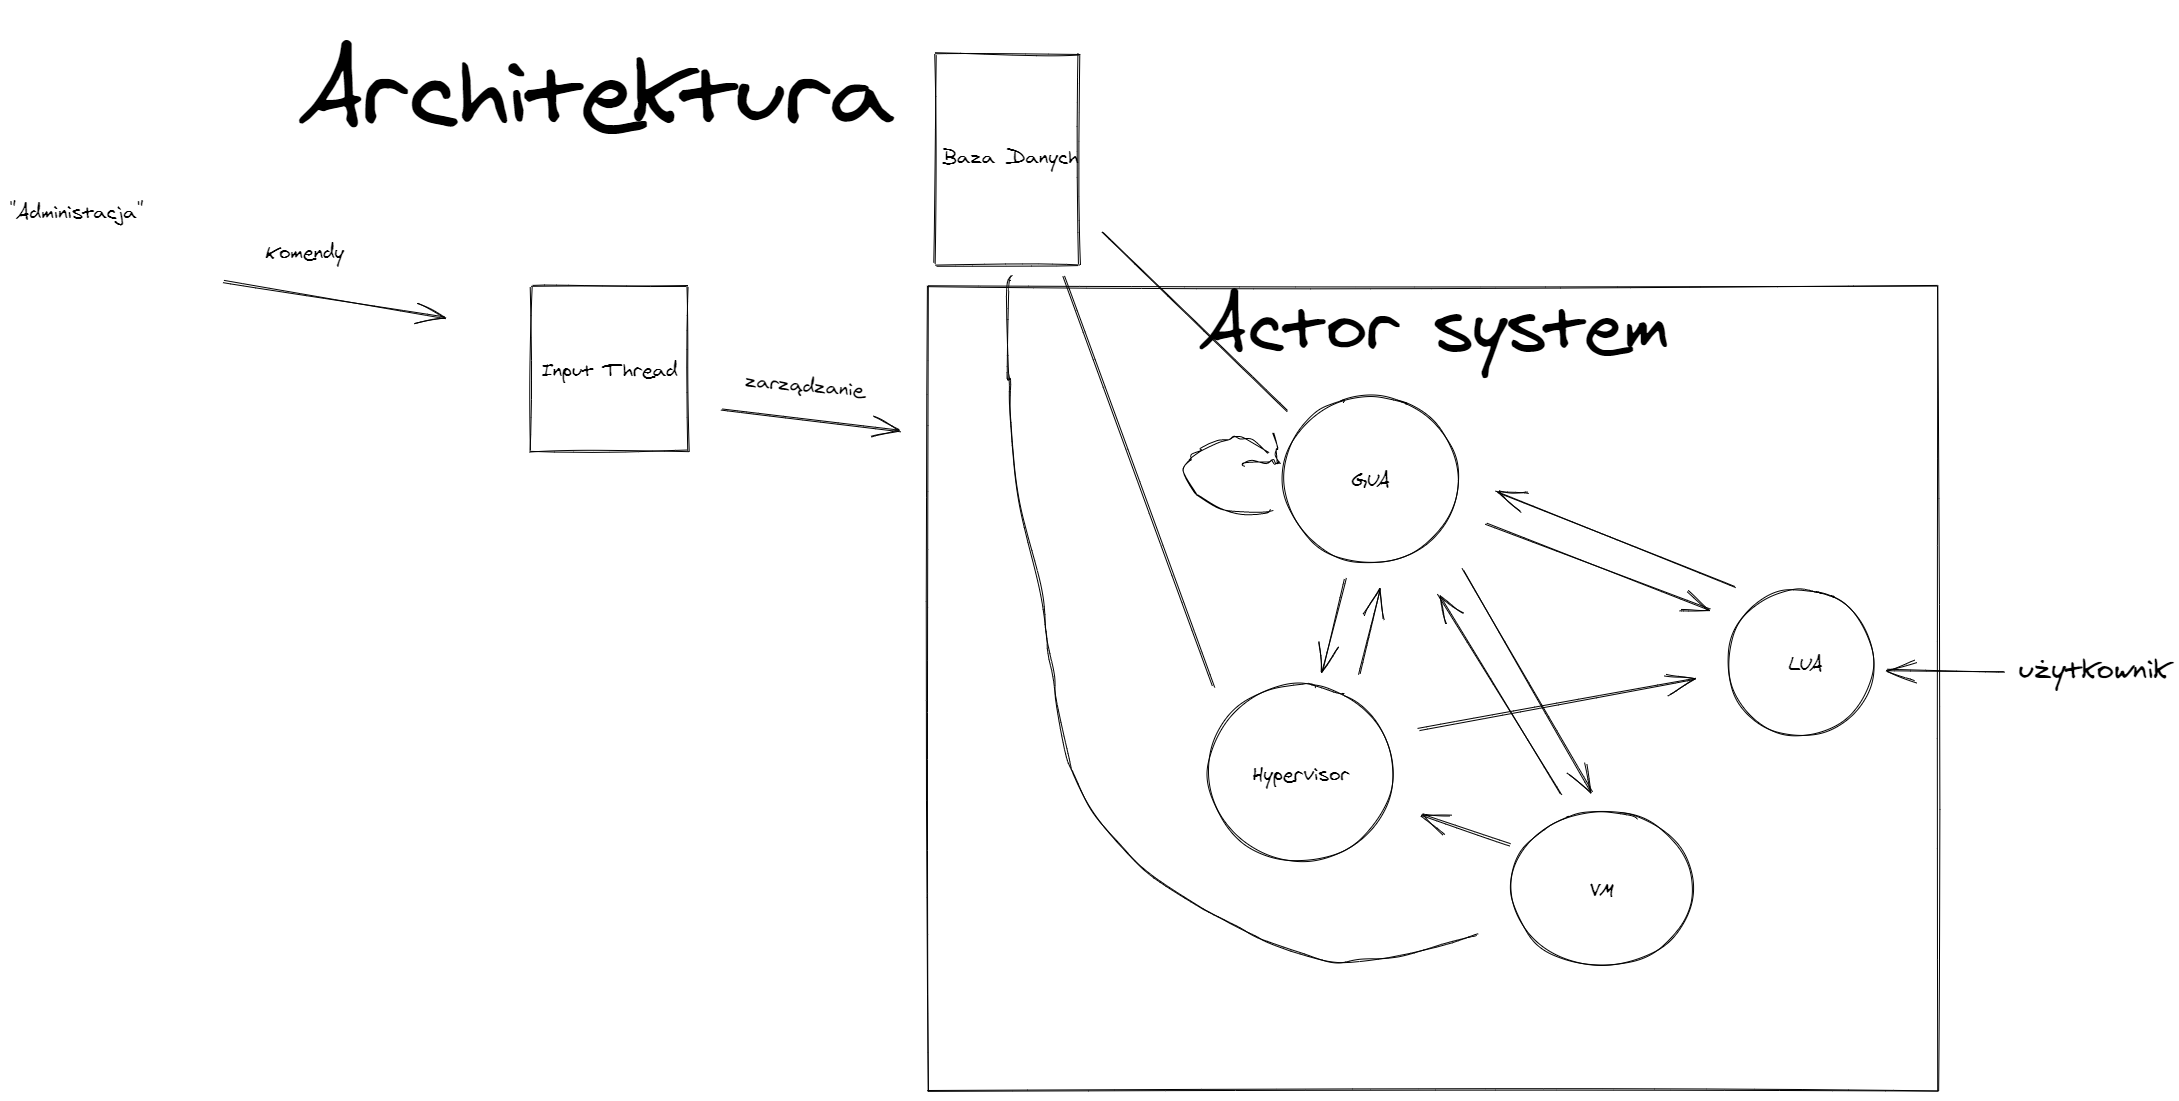 Architektura
Baza Danych
"Administacja"
Komendy
Input Thread
zarządzanie
Actor system
GUA
LUA
użytkownik
Hypervisor
VM